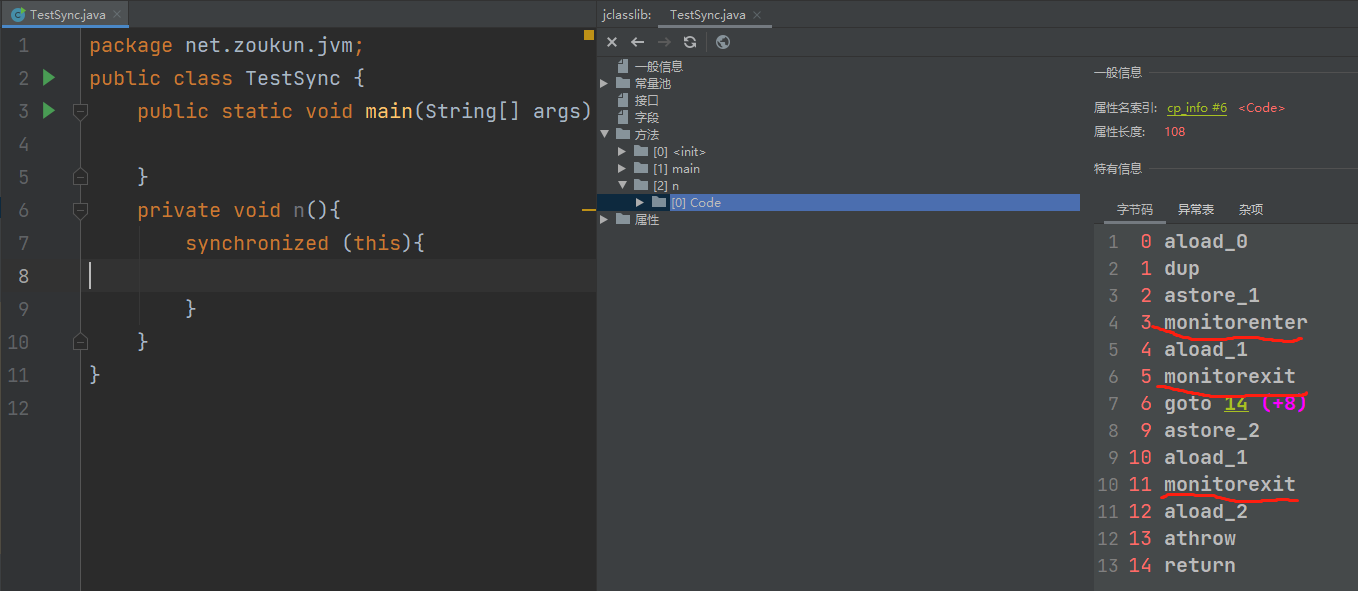 TestSync.java
1 package net.zoukun.jvm;
2 public class TestSync {
3 public static void main(String[] args)
4
5 }
6 private void n(){
7 synchronized (this){
8
9 }
10 }
11 }
12
jclasslib: TestSync.java
一般信息
常量池
接口
字段
方法
[0] <init>
[1] main
[2] n
[0] Code
属性
一般信息
属性名索引: cp_info #6 <Code>
属性长度: 108
特有信息
字节码 异常表 杂项
1 0 aload_0
2 1 dup
3 2 astore_1
4 3 monitorenter
5 4 aload_1
6 5 monitorexit
7 6 goto 14 (+8)
8 9 astore_2
9 10 aload_1
10 11 monitorexit
11 12 aload_2
12 13 athrow
13 14 return